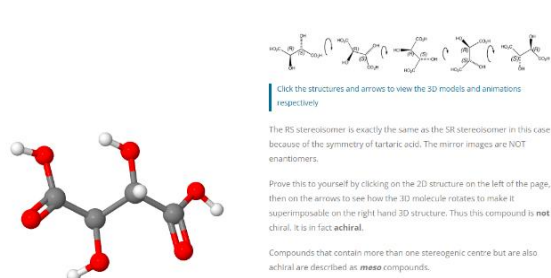 Click the structures and arrows to view the 3D models and animations
respectively
The RS stereoisomer is exactly the same as the SR stereoisomer in this case
because of the symmetry of tartaric acid. The mirror images are NOT
enantiomers.
Prove this to yourself by clicking on the 2D structure on the left of the page,
then on the arrows to see how the 3D molecule rotates to make it
superimposable on the right hand 3D structure. Thus this compound is not
chiral. It is in fact achiral.
Compounds that contain more than one stereogenic centre but are also
achiral are described as meso compounds.